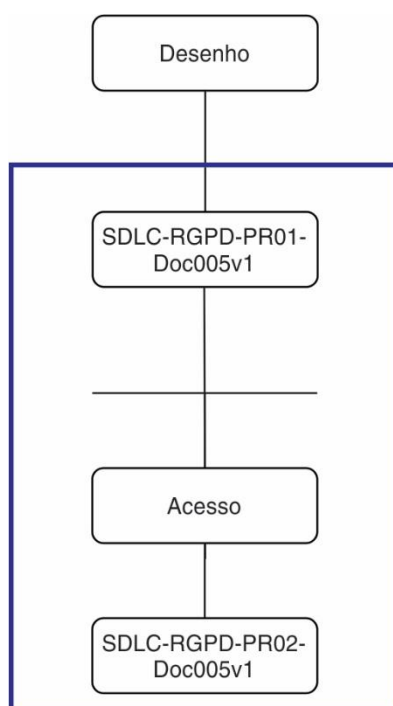 Desenho
SDLC-RGPD-PR01-
Doc005v1
Acesso
SDLC-RGPD-PR02-
Doc005v1